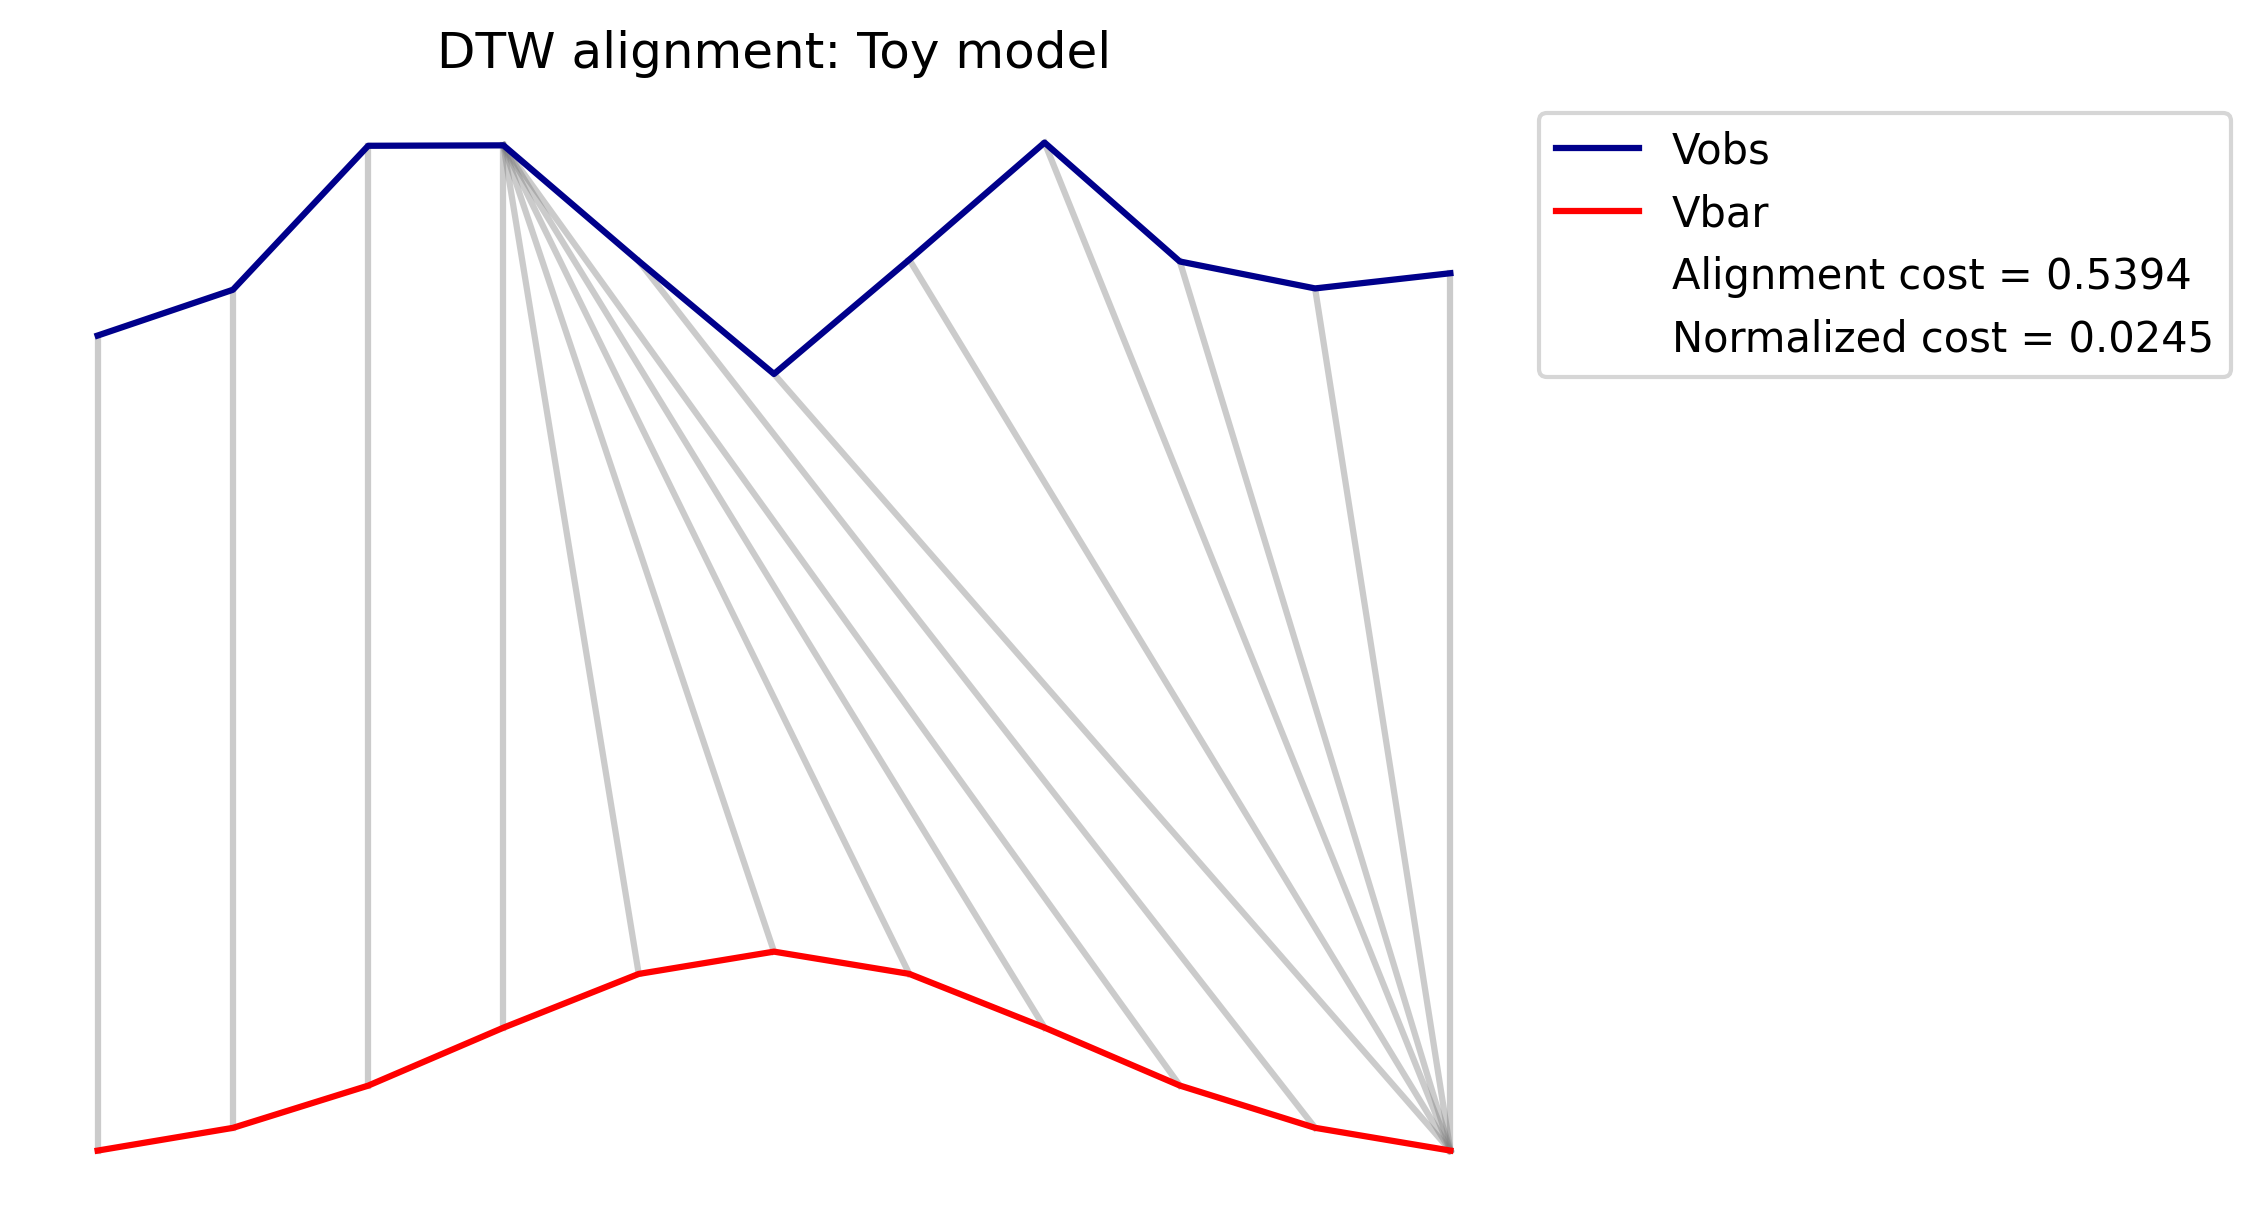 DTW alignment: Toy model
Vobs
Vbar
Alignment cost = 0.5394
Normalized cost = 0.0245